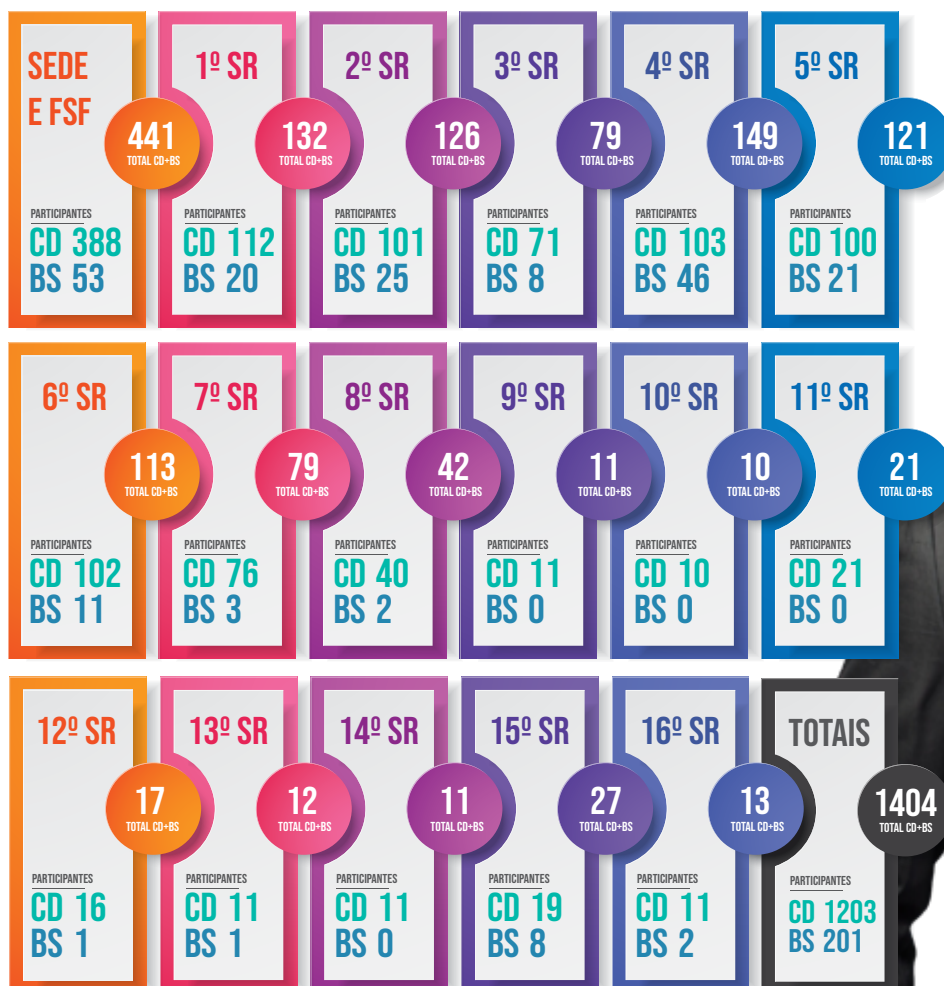 SEDE
E FSF
441
TOTAL CD+BS
PARTICIPANTES
CD 388
BS 53
1º SR
132
TOTAL CD+BS
PARTICIPANTES
CD 112
BS 20
2º SR
126
TOTAL CD+BS
PARTICIPANTES
CD 101
BS 25
3º SR
79
TOTAL CD+BS
PARTICIPANTES
CD 71
BS 8
4º SR
149
TOTAL CD+BS
PARTICIPANTES
CD 103
BS 46
5º SR
121
TOTAL CD+BS
PARTICIPANTES
CD 100
BS 21
6º SR
113
TOTAL CD+BS
PARTICIPANTES
CD 102
BS 11
7º SR
79
TOTAL CD+BS
PARTICIPANTES
CD 76
BS 3
8º SR
42
TOTAL CD+BS
PARTICIPANTES
CD 40
BS 2
9º SR
11
TOTAL CD+BS
PARTICIPANTES
CD 11
BS 0
10º SR
10
TOTAL CD+BS
PARTICIPANTES
CD 10
BS 0
11º SR
21
TOTAL CD+BS
PARTICIPANTES
CD 21
BS 0
12º SR
17
TOTAL CD+BS
PARTICIPANTES
CD 16
BS 1
13º SR
12
TOTAL CD+BS
PARTICIPANTES
CD 11
BS 1
14º SR
11
TOTAL CD+BS
PARTICIPANTES
CD 11
BS 0
15º SR
27
TOTAL CD+BS
PARTICIPANTES
CD 19
BS 8
16º SR
13
TOTAL CD+BS
PARTICIPANTES
CD 11
BS 2
TOTAIS
1404
TOTAL CD+BS
PARTICIPANTES
CD 1203
BS 201